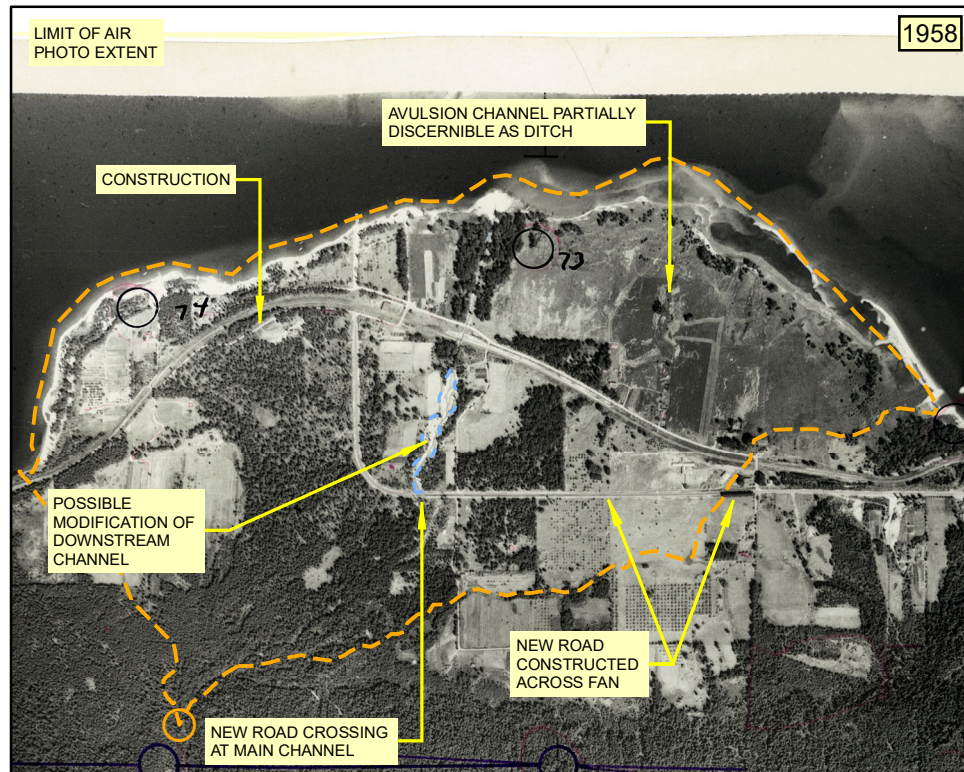 LIMIT OF AIR
PHOTO EXTENT
1958
AVULSION CHANNEL PARTIALLY
DISCERNIBLE AS DITCH
CONSTRUCTION
73
74
POSSIBLE
MODIFICATION OF
DOWNSTREAM
CHANNEL
NEW ROAD
CONSTRUCTED
ACROSS FAN
NEW ROAD CROSSING
AT MAIN CHANNEL